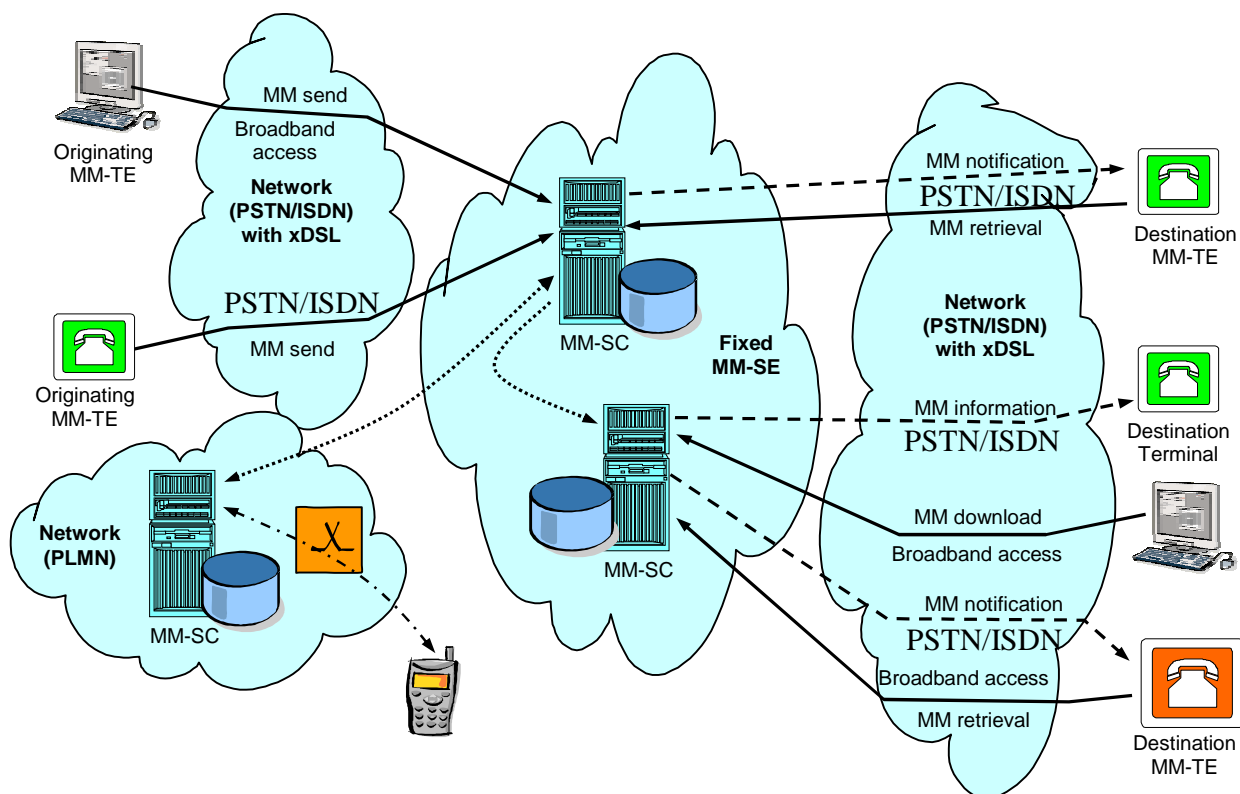 MM send
Broadband
access
Originating
MM-TE
Network
(PSTN/ISDN)
with xDSL
PSTN/ISDN
MM send
Originating
MM-TE
Network
(PLMN)
MM-SC
MM-SC
Fixed
MM-SE
MM-SC
MM notification
PSTN/ISDN
MM retrieval
Destination
MM-TE
Network
(PSTN/ISDN)
with xDSL
MM information
PSTN/ISDN
Destination
Terminal
MM download
Broadband access
MM notification
PSTN/ISDN
Broadband access
MM retrieval
Destination
MM-TE